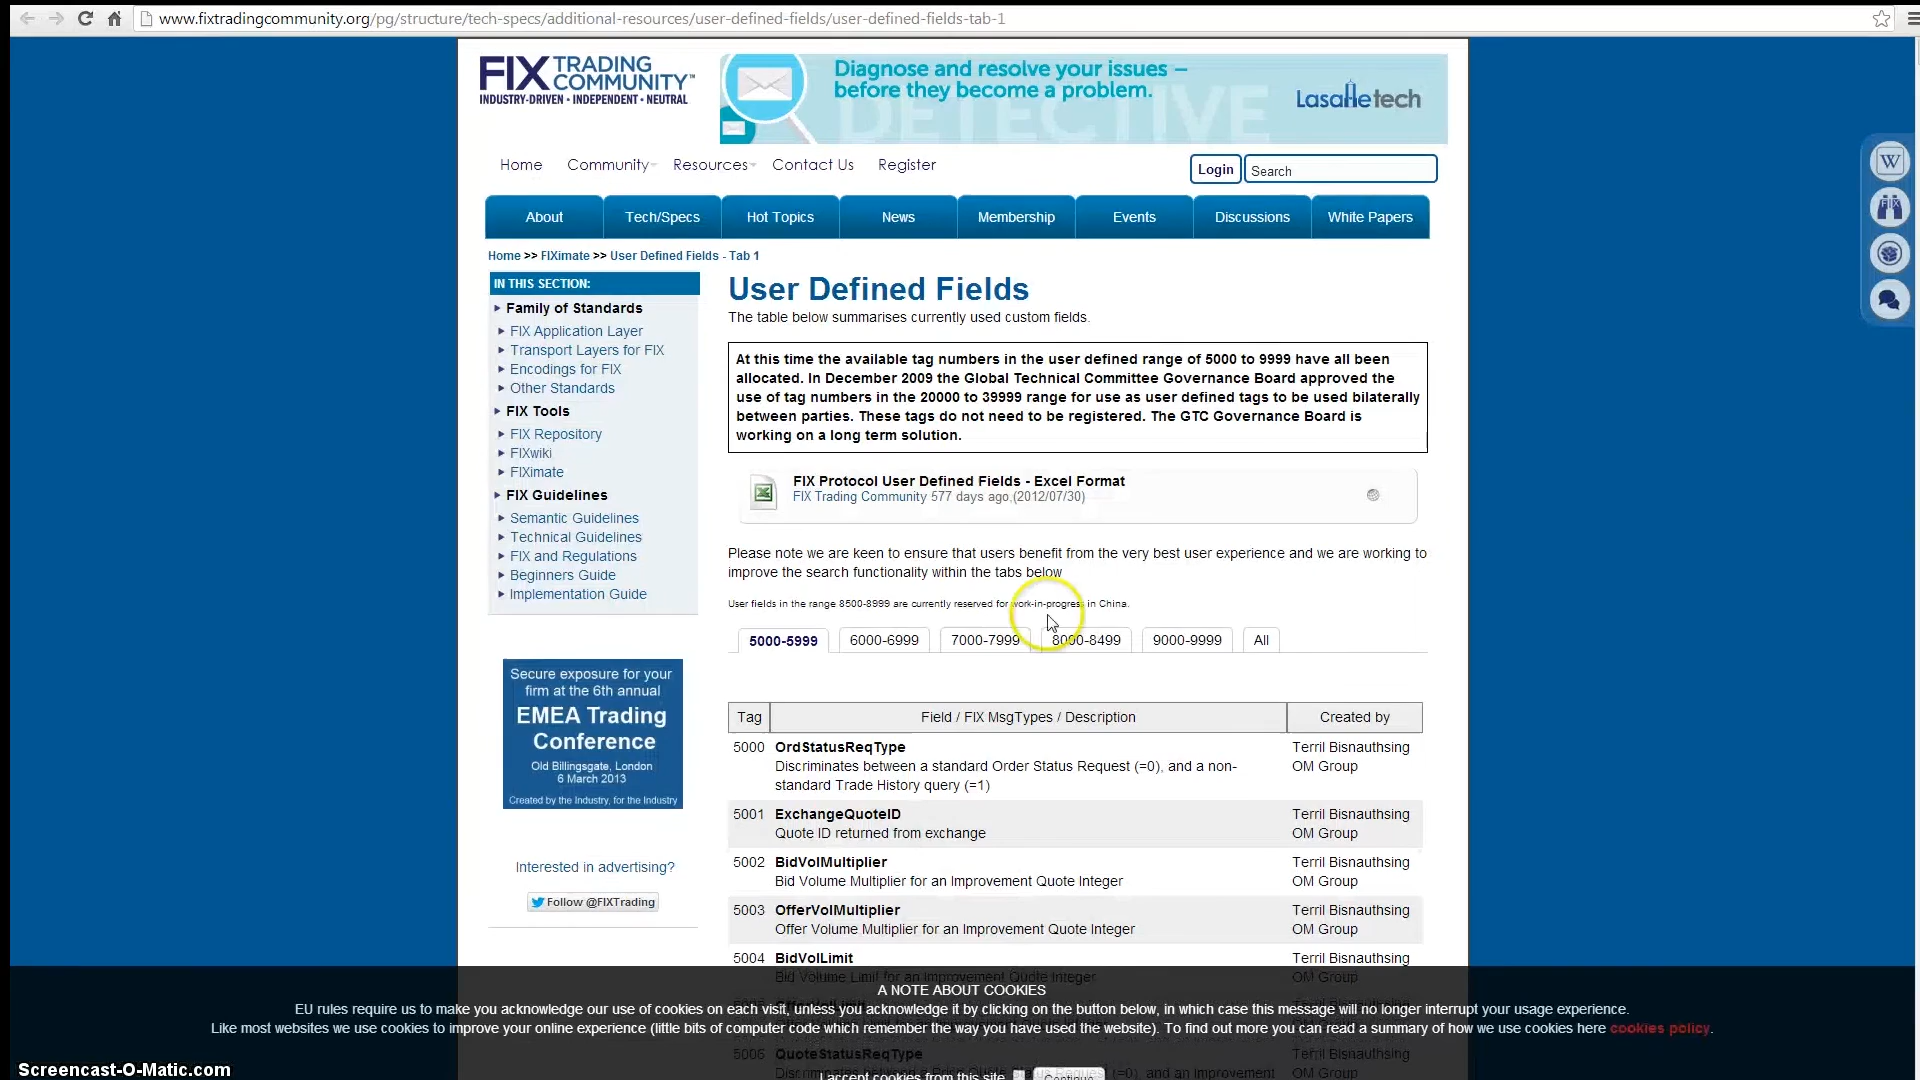 www.fixtradingcommunity.org/pg/structure/tech-specs/additional-resources/user-defined-fields/user-defined-fields-tab-1
FIX TRADING COMMUNITY™
INDUSTRY-DRIVEN • INDEPENDENT • NEUTRAL
Diagnose and resolve your issues –
before they become a problem.
DETECTIVE
Lasalletech
Home Community Resources Contact Us Register
Login Search
About Tech/Specs Hot Topics News Membership Events Discussions White Papers
Home >> FIXimate >> User Defined Fields - Tab 1
IN THIS SECTION:
Family of Standards
FIX Application Layer
Transport Layers for FIX
Encodings for FIX
Other Standards
FIX Tools
FIX Repository
FIXwiki
FIXimate
FIX Guidelines
Semantic Guidelines
Technical Guidelines
FIX and Regulations
Beginners Guide
Implementation Guide
Secure exposure for your
firm at the 6th annual
EMEA Trading
Conference
Old Billingsgate, London
6 March 2013
Created by the Industry, for the Industry
Interested in advertising?
Follow @FIXTrading
User Defined Fields
The table below summarises currently used custom fields.
At this time the available tag numbers in the user defined range of 5000 to 9999 have all been
allocated. In December 2009 the Global Technical Committee Governance Board approved the
use of tag numbers in the 20000 to 39999 range for use as user defined tags to be used bilaterally
between parties. These tags do not need to be registered. The GTC Governance Board is
working on a long term solution.
FIX Protocol User Defined Fields - Excel Format
FIX Trading Community 577 days ago,(2012/07/30)
Please note we are keen to ensure that users benefit from the very best user experience and we are working to
improve the search functionality within the tabs below
User fields in the range 8500-8999 are currently reserved for work-in-progress in China.
5000-5999 6000-6999 7000-7999 8000-8499 9000-9999 All
Tag Field / FIX MsgTypes / Description Created by
5000 OrdStatusReqType Terril Bisnauthsing
Discriminates between a standard Order Status Request (=0), and a non- OM Group
standard Trade History query (=1)
5001 ExchangeQuoteID Terril Bisnauthsing
Quote ID returned from exchange OM Group
5002 BidVolMultiplier Terril Bisnauthsing
Bid Volume Multiplier for an Improvement Quote Integer OM Group
5003 OfferVolMultiplier Terril Bisnauthsing
Offer Volume Multiplier for an Improvement Quote Integer OM Group
5004 BidVolLimit Terril Bisnauthsing
Bid Volume Limit for an Improvement Quote Integer OM Group
A NOTE ABOUT COOKIES
EU rules require us to make you acknowledge our use of cookies on each visit, unless you acknowledge it by clicking on the button below, in which case this message will no longer interrupt your usage experience.
Like most websites we use cookies to improve your online experience (little bits of computer code which remember the way you have used the website). To find out more you can read a summary of how we use cookies here cookies policy.
5006 QuoteStatusReqType Terril Bisnauthsing
I accept cookies from this site Continue
Screencast-O-Matic.com
W
FIX